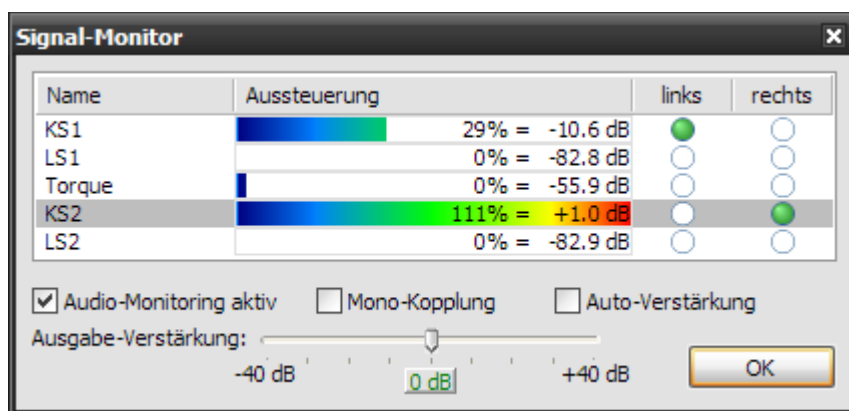 Signal-Monitor
Name Aussteuerung links rechts
KS1 29% = -10.6 dB
LS1 0% = -82.8 dB
Torque 0% = -55.9 dB
KS2 111% = +1.0 dB
LS2 0% = -82.9 dB
Audio-Monitoring aktiv Mono-Kopplung Auto-Verstärkung
Ausgabe-Verstärkung:
-40 dB 0 dB +40 dB
OK